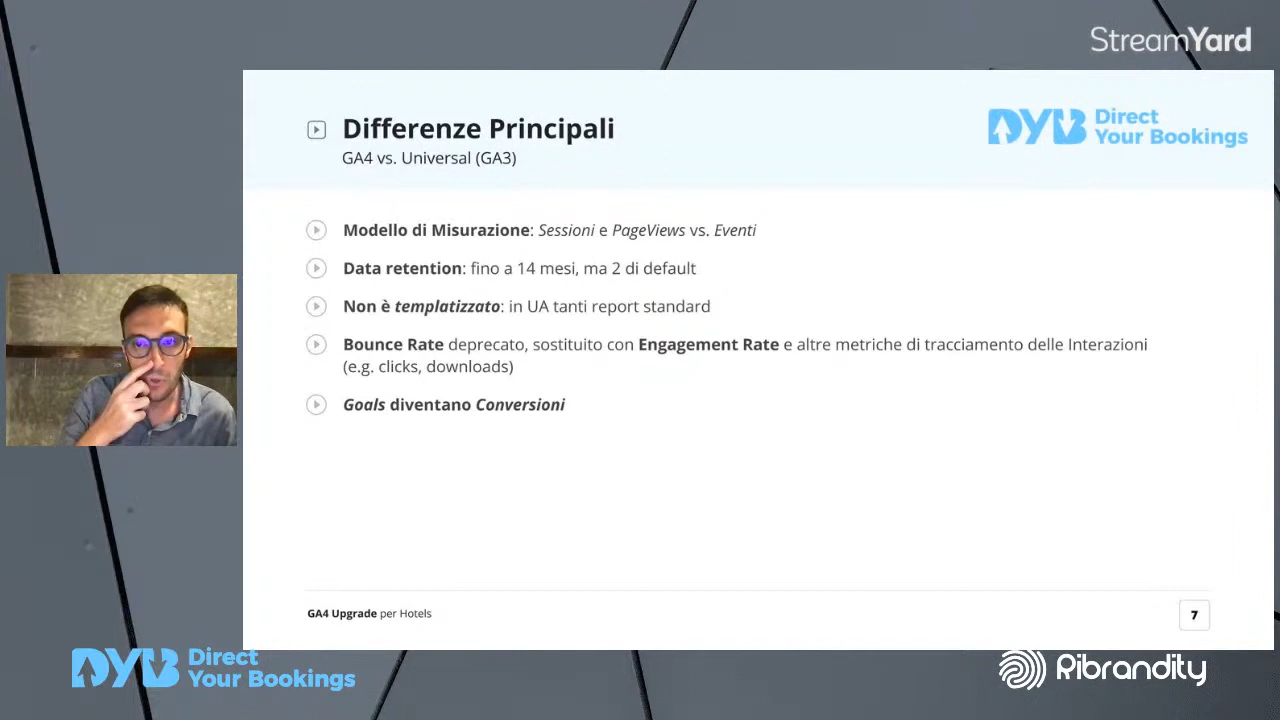 StreamYard
Differenze Principali
GA4 vs. Universal (GA3)
DYB Direct
Your Bookings
Modello di Misurazione: Sessioni e PageViews vs. Eventi
Data retention: fino a 14 mesi, ma 2 di default
Non è templatizzato: in UA tanti report standard
Bounce Rate deprecato, sostituito con Engagement Rate e altre metriche di tracciamento delle Interazioni
(e.g. clicks, downloads)
Goals diventano Conversioni
GA4 Upgrade per Hotels
7
DYB Direct
Your Bookings
Ribrandity